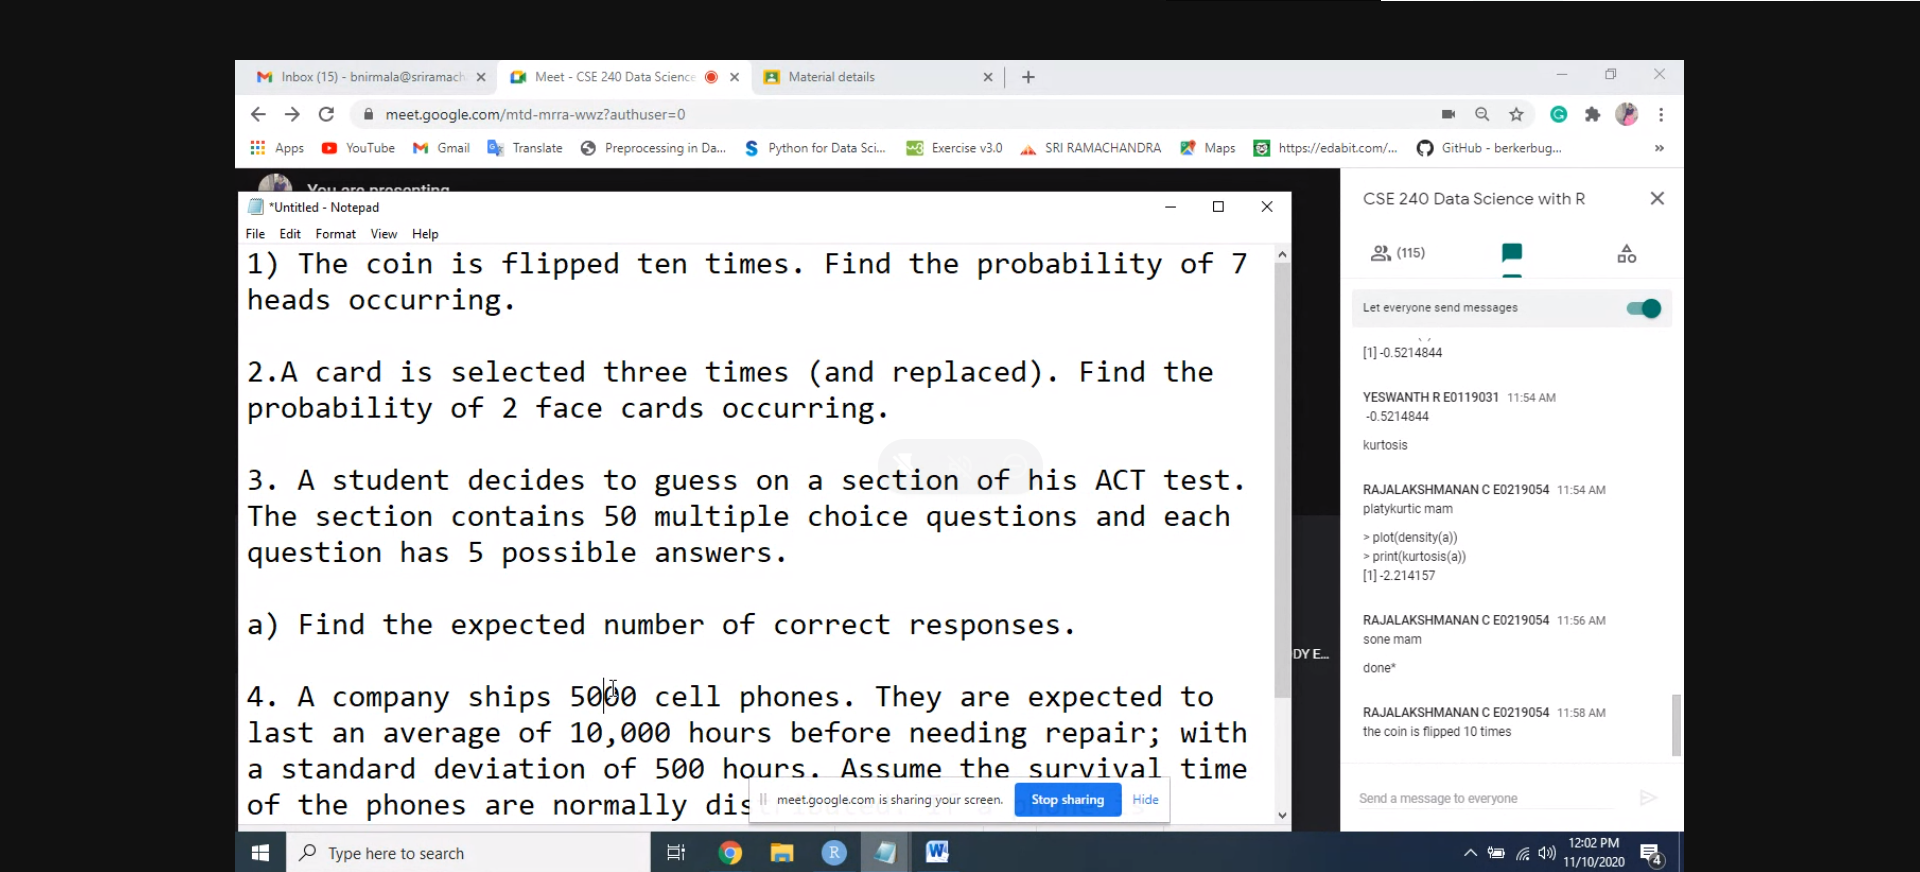 Inbox (15) - bnirmala@sriramach
Meet - CSE 240 Data Science
Material details
meet.google.com/mtd-mrra-wwz?authuser=0
Apps
YouTube
Gmail
Translate
Preprocessing in Da...
Python for Data Sci...
Exercise v3.0
SRI RAMACHANDRA
Maps
https://edabit.com/...
GitHub - berkerbug...
»
You are presenting
*Untitled - Notepad
File Edit Format View Help
1) The coin is flipped ten times. Find the probability of 7
heads occurring.
2.A card is selected three times (and replaced). Find the
probability of 2 face cards occurring.
3. A student decides to guess on a section of his ACT test.
The section contains 50 multiple choice questions and each
question has 5 possible answers.
a) Find the expected number of correct responses.
4. A company ships 5000 cell phones. They are expected to
last an average of 10,000 hours before needing repair; with
a standard deviation of 500 hours. Assume the survival time
of the phones are normally dis
meet.google.com is sharing your screen.
Stop sharing
Hide
DY E...
CSE 240 Data Science with R
(115)
Let everyone send messages
[1] -0.5214844
YESWANTH R E0119031 11:54 AM
-0.5214844
kurtosis
RAJALAKSHMANAN C E0219054 11:54 AM
platykurtic mam
> plot(density(a))
> print(kurtosis(a))
[1] -2.214157
RAJALAKSHMANAN C E0219054 11:56 AM
sone mam
done*
RAJALAKSHMANAN C E0219054 11:58 AM
the coin is flipped 10 times
Send a message to everyone
Type here to search
12:02 PM
11/10/2020
4